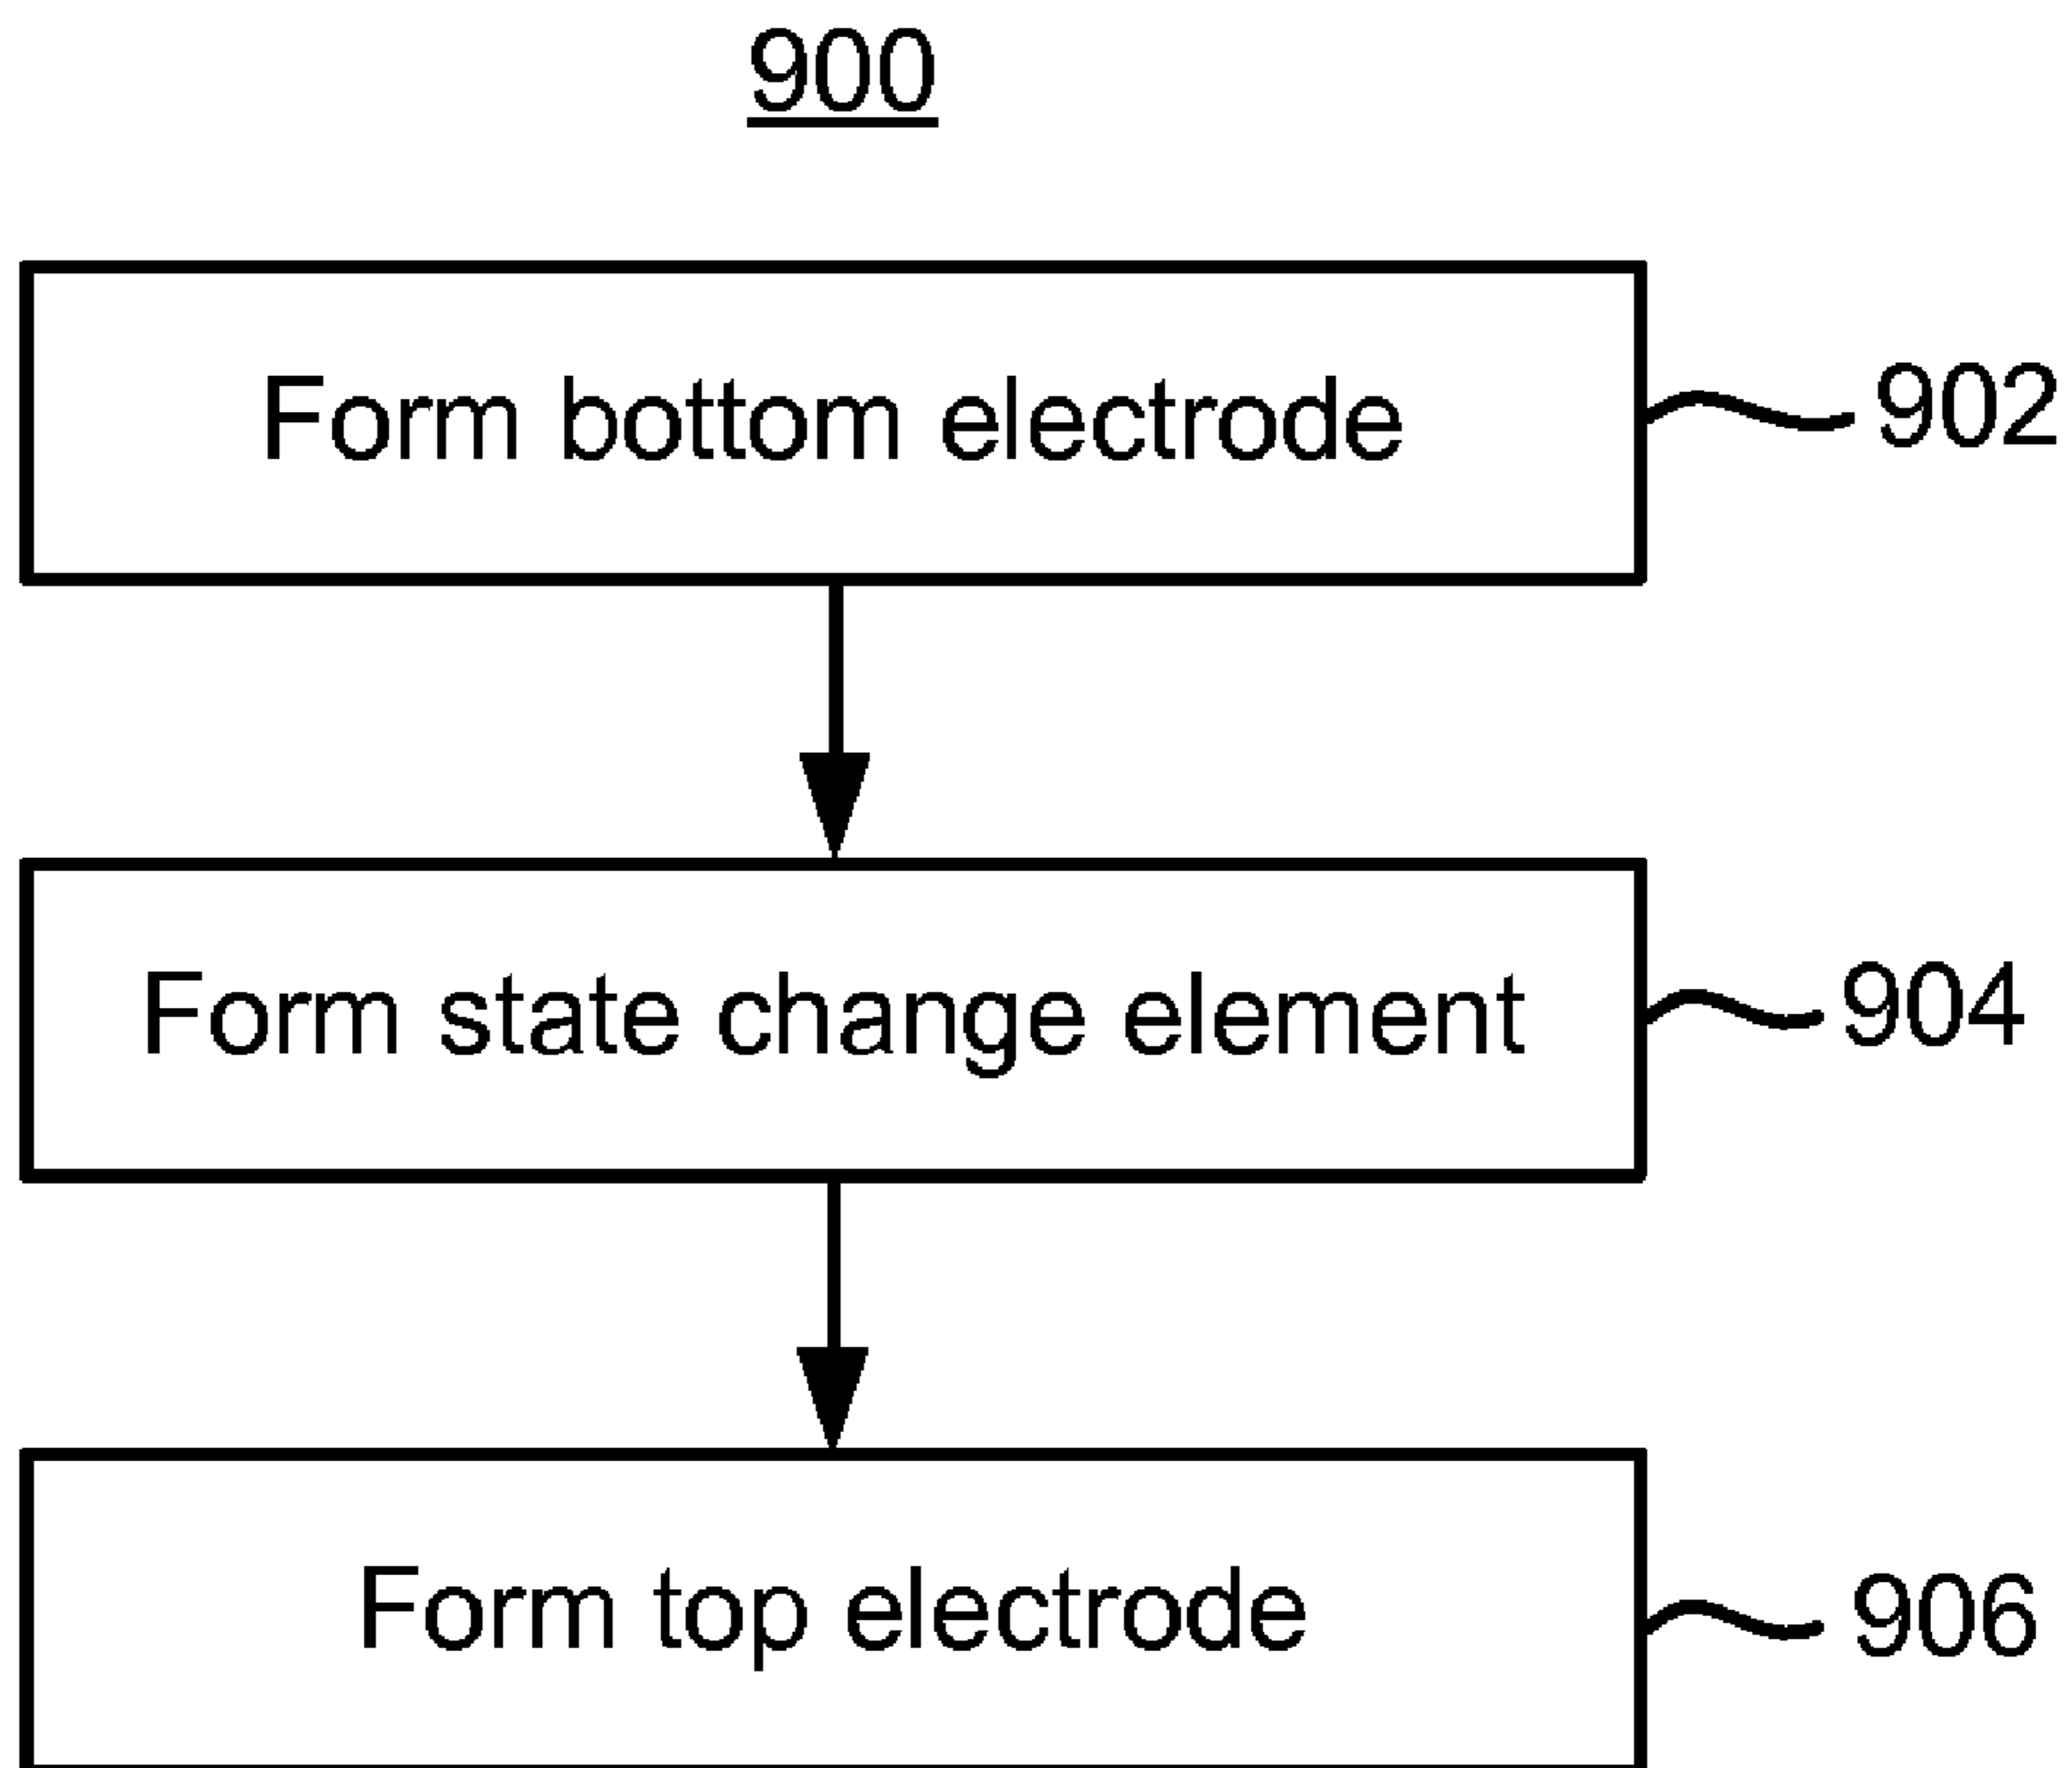 900
Form bottom electrode
902
Form state change element
904
Form top electrode
906